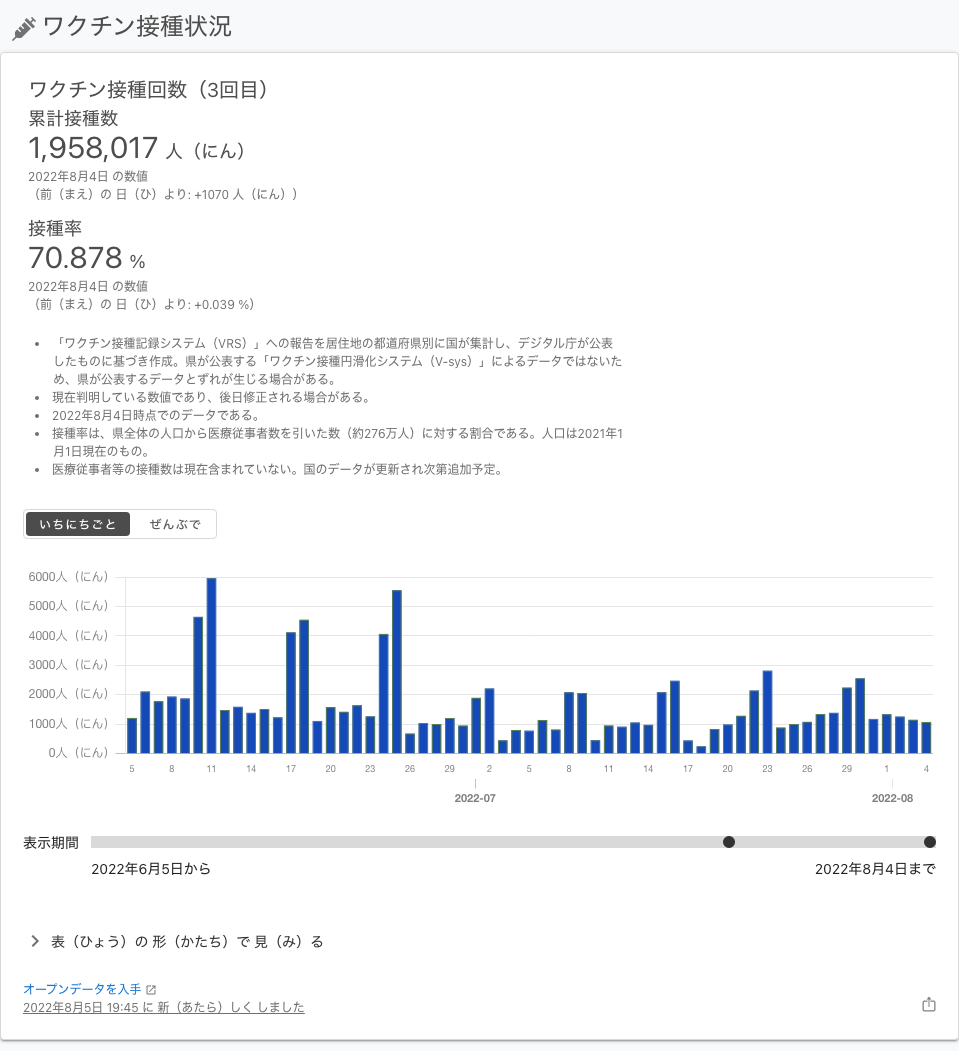 ワクチン接種状況
ワクチン接種回数（3回目）
累計接種数
1,958,017 人（にん）
2022年8月4日 の数値
（前（まえ）の 日（ひ）より: +1070 人（にん））
接種率
70.878 %
2022年8月4日 の数値
（前（まえ）の 日（ひ）より: +0.039 %）
• 「ワクチン接種記録システム（VRS）」への報告を居住地の都道府県別に国が集計し、デジタル庁が公表
したものに基づき作成。県が公表する「ワクチン接種円滑化システム（V-sys）」によるデータではないた
め、県が公表するデータとずれが生じる場合がある。
• 現在判明している数値であり、後日修正される場合がある。
• 2022年8月4日時点でのデータである。
• 接種率は、県全体の人口から医療従事者数を引いた数（約276万人）に対する割合である。人口は2021年1
月1日現在のもの。
• 医療従事者等の接種数は現在含まれていない。国のデータが更新され次第追加予定。
いちにちごと ぜんぶで
6000人（にん）
5000人（にん）
4000人（にん）
3000人（にん）
2000人（にん）
1000人（にん）
0人（にん）
5 8 11 14 17 20 23 26 29 2 5 8 11 14 17 20 23 26 29 1 4
2022-07 2022-08
表示期間
2022年6月5日から 2022年8月4日まで
表（ひょう）の 形（かたち）で 見（み）る
オープンデータを入手
2022年8月5日 19:45 に 新（あたら）しく しました